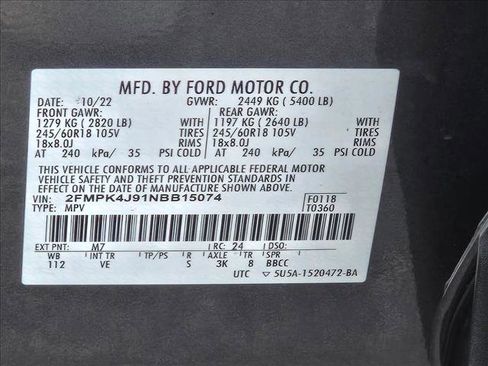 MFD. BY FORD MOTOR CO.
DATE: 10/22 GVWR: 2449 KG ( 5400 LB)
FRONT GAWR: REAR GAWR:
1279 KG ( 2820 LB) 1197 KG ( 2640 LB)
245/60R18 105V TIRES 245/60R18 105V TIRES
18x8.0J RIMS 18x8.0J RIMS
AT 240 kPa/ 35 PSI COLD AT 240 kPa/ 35 PSI COLD
THIS VEHICLE CONFORMS TO ALL APPLICABLE FEDERAL MOTOR
VEHICLE SAFETY AND THEFT PREVENTION STANDARDS IN
EFFECT ON THE DATE OF MANUFACTURE SHOWN ABOVE.
VIN: 2FMPK4J91NBB15074 F0118
TYPE: MPV T0360
EXT PNT: M7 RC: 24 DSO:
WB INT TR TP/PS R AXLE TR SPR
112 VE S 3K 8 BBCC
UTC 5U5A-1520472-BA